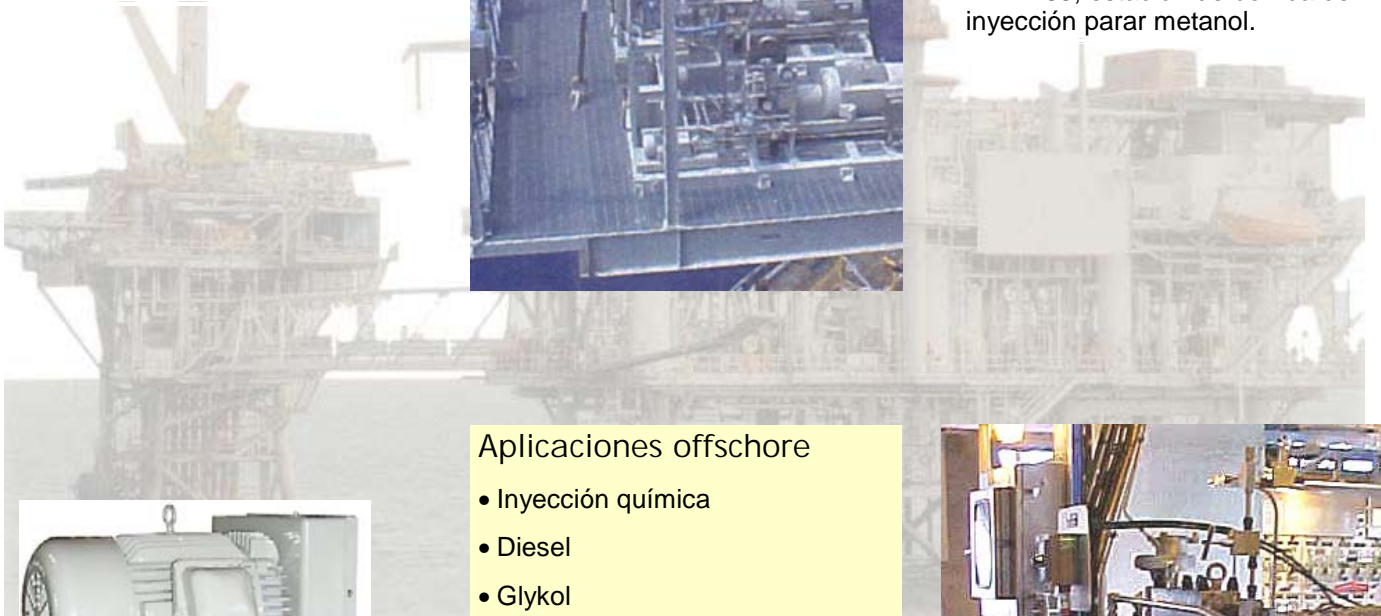 inyección parar metanol.
Aplicaciones offschore
• Inyección química
• Diesel
• Glykol